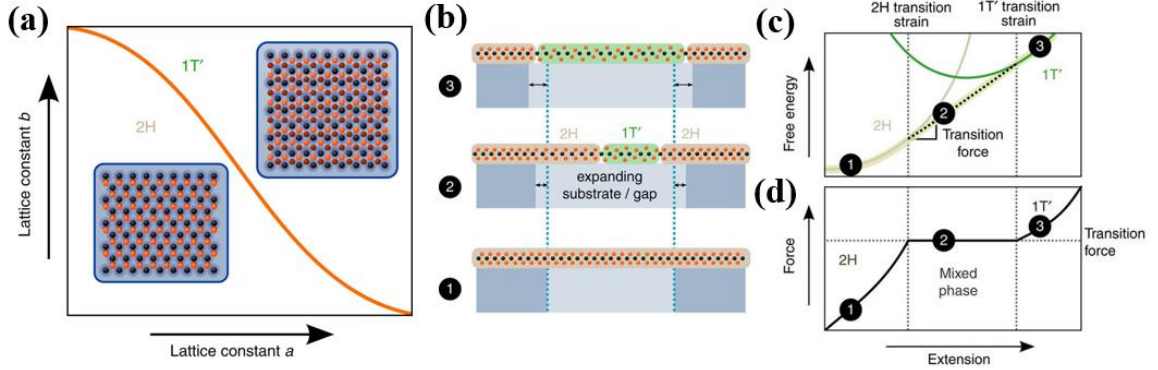 (a)
1T′
2H
Lattice constant b
Lattice constant a
(b)
3
2H
1T′
2H
expanding
substrate / gap
2
1
2H transition
strain
1T′ transition
strain
(c)
3
1T′
2
2H
Transition
force
1
Free energy
(d)
1T′
3
2
Transition
force
2H
Mixed
phase
1
Force
Extension